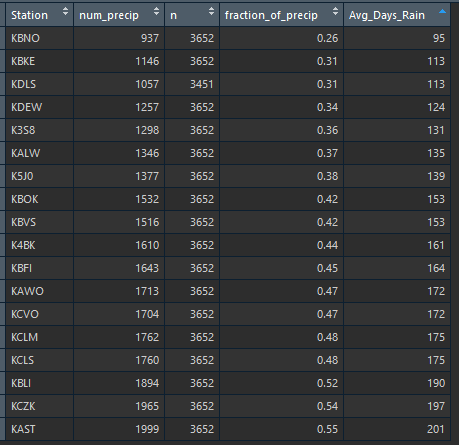 Station num_precip n fraction_of_precip Avg_Days_Rain
KBNO 937 3652 0.26 95
KBKE 1146 3652 0.31 113
KDLS 1057 3451 0.31 113
KDEW 1257 3652 0.34 124
K3S8 1298 3652 0.36 131
KALW 1346 3652 0.37 135
K5J0 1377 3652 0.38 139
KBOK 1532 3652 0.42 153
KBVS 1516 3652 0.42 153
K4BK 1610 3652 0.44 161
KBFI 1643 3652 0.45 164
KAWO 1713 3652 0.47 172
KCVO 1704 3652 0.47 172
KCLM 1762 3652 0.48 175
KCLS 1760 3652 0.48 175
KBLI 1894 3652 0.52 190
KCZK 1965 3652 0.54 197
KAST 1999 3652 0.55 201